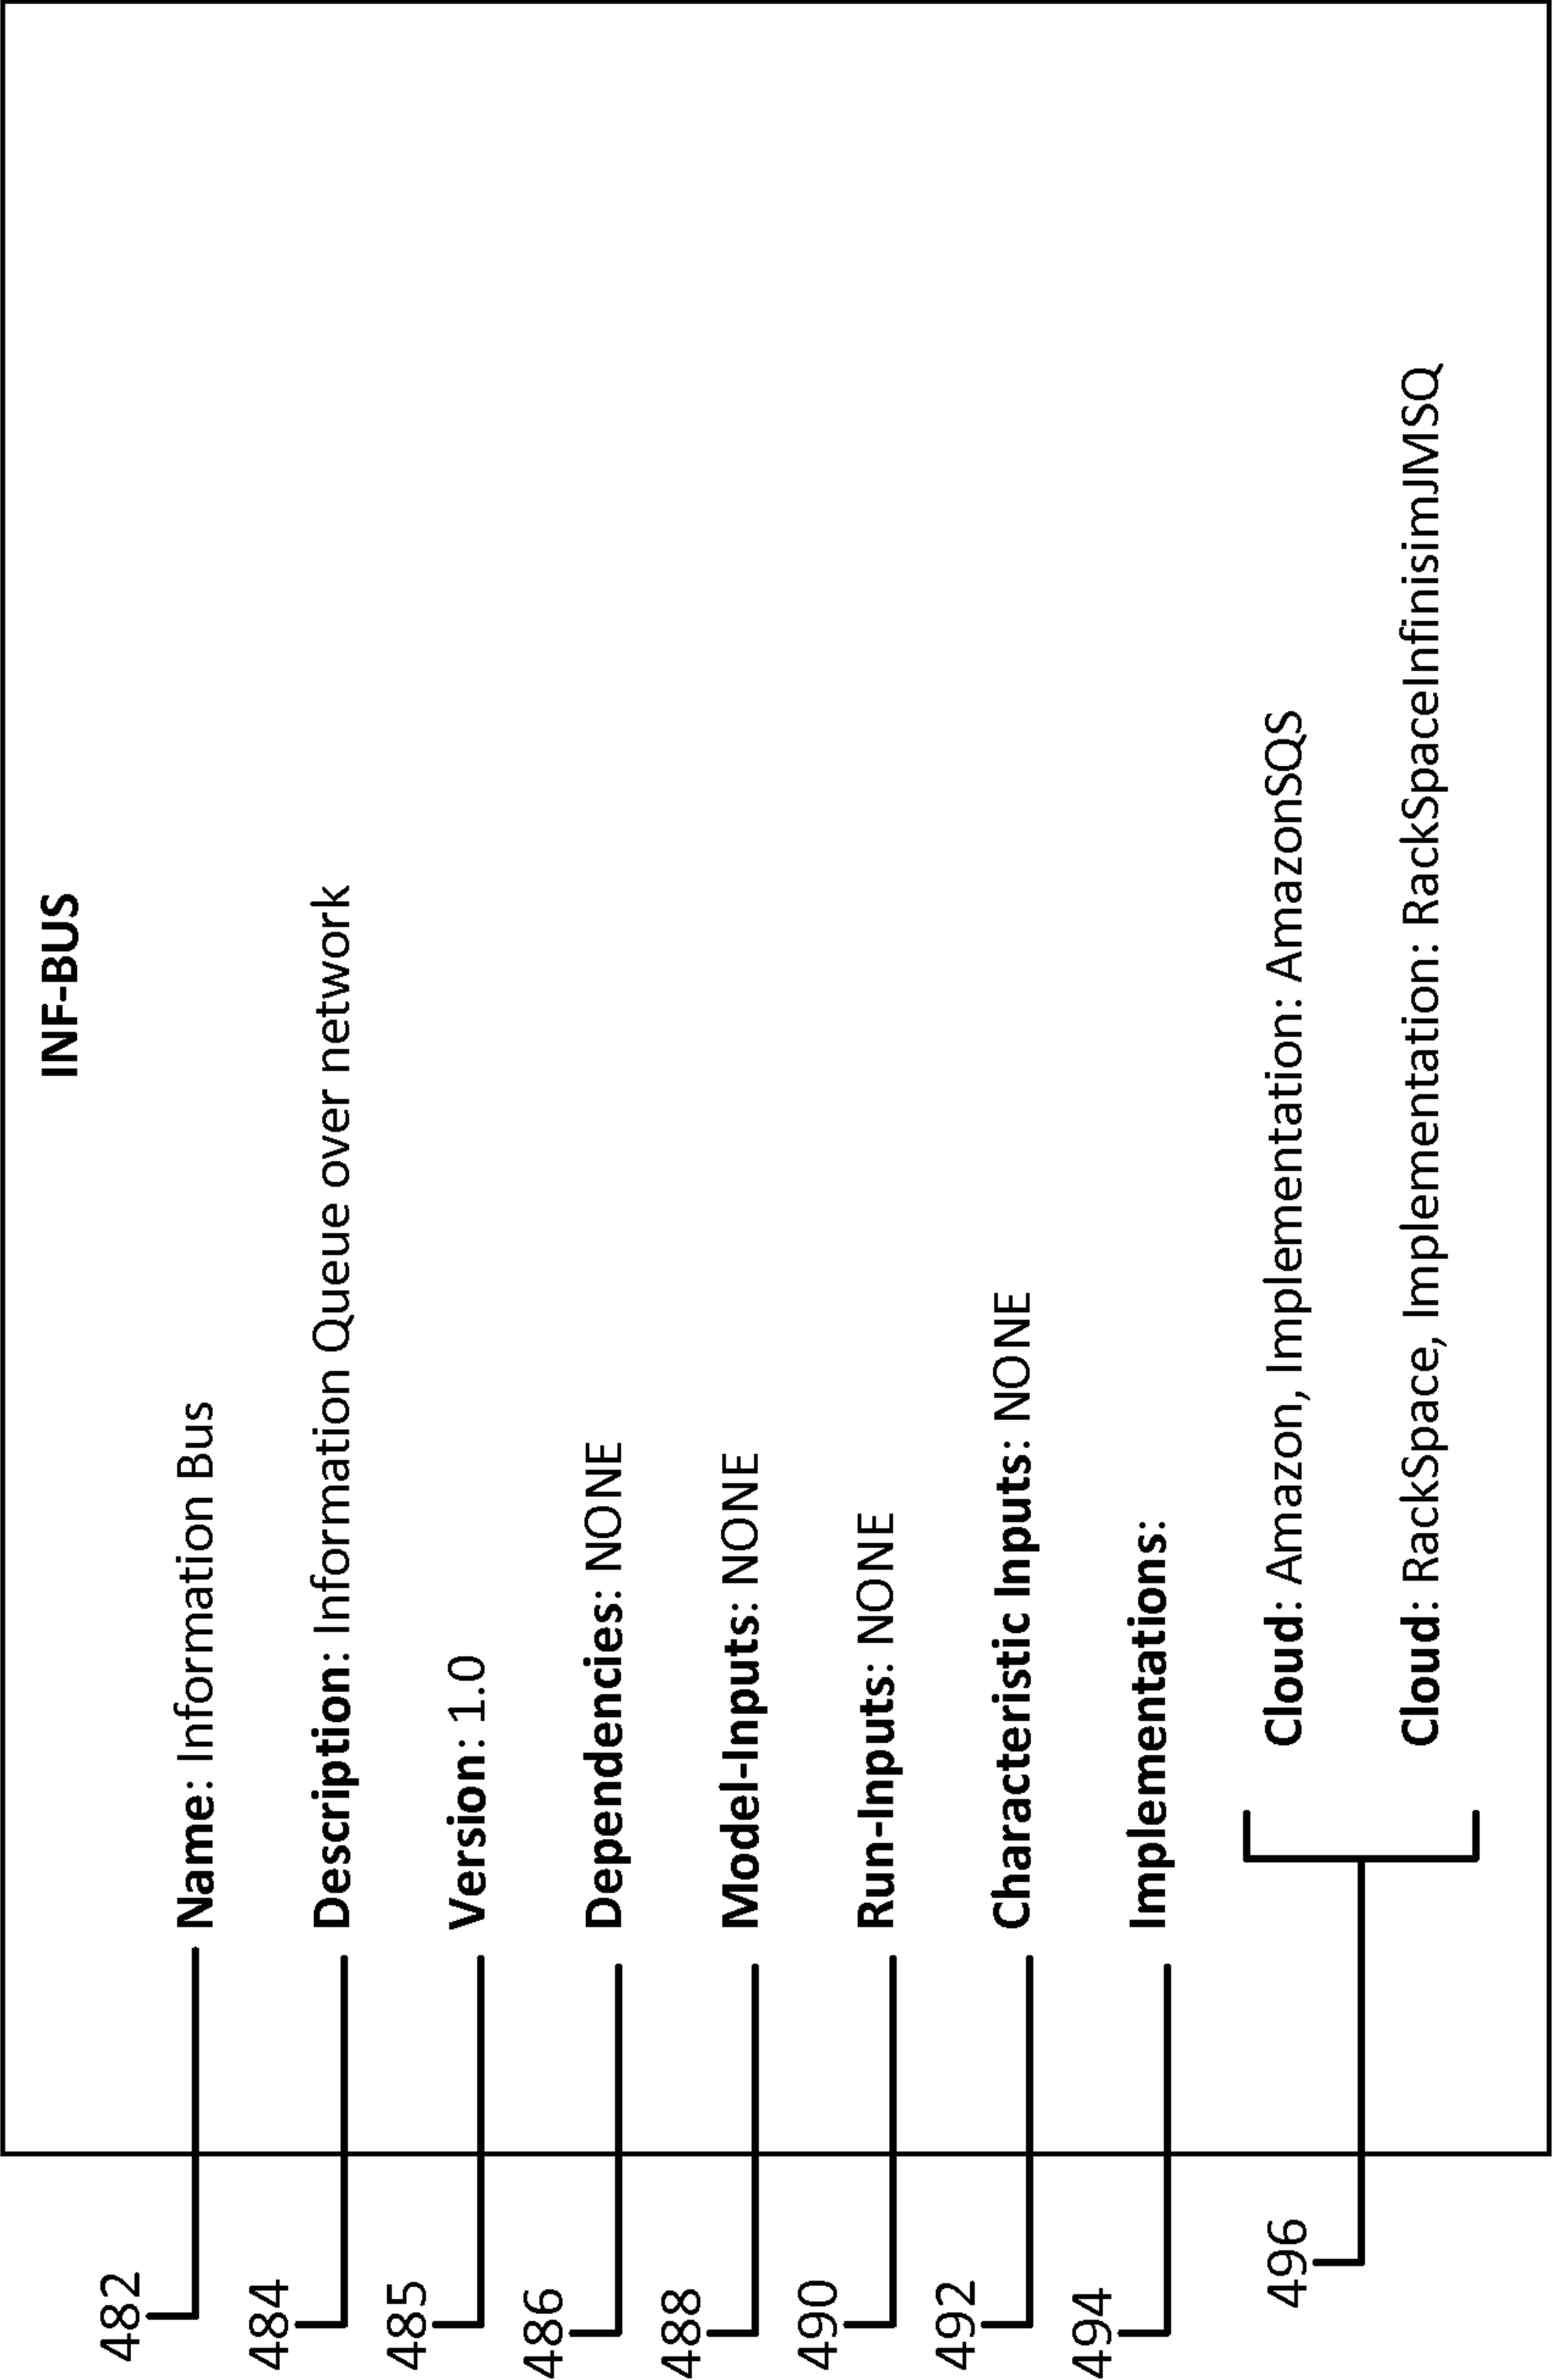 INF-BUS
482 Name: Information Bus
484 Description: Information Queue over network
485 Version: 1.0
486 Dependencies: NONE
488 Model-Inputs: NONE
490 Run-Inputs: NONE
492 Characteristic Inputs: NONE
494 Implementations:
496
Cloud: Amazon, Implementation: AmazonSQS
Cloud: RackSpace, Implementation: RackSpaceInfinisimJMSQ